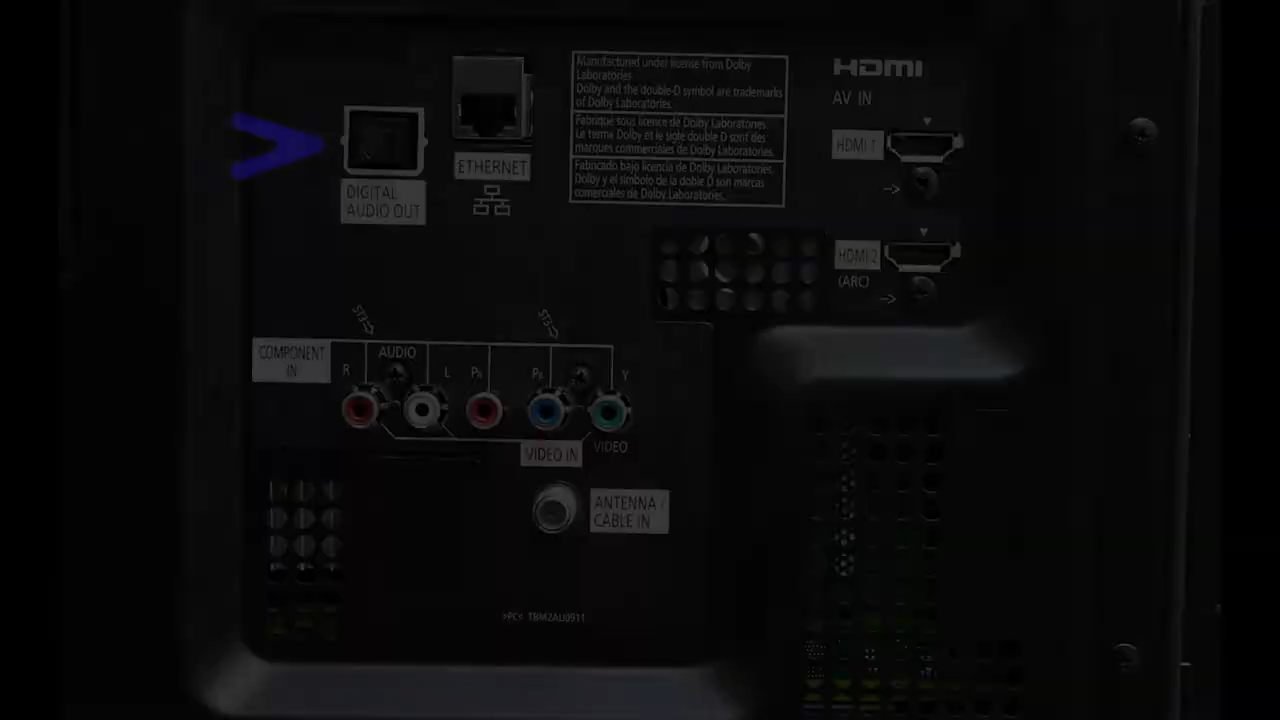 Manufactured under license from Dolby
Laboratories.
Dolby and the double-D symbol are trademarks
of Dolby Laboratories.
Fabriqué sous licence de Dolby Laboratories.
Le terme Dolby et le sigle double D sont des
marques commerciales de Dolby Laboratories.
Fabricado bajo licencia de Dolby Laboratories.
Dolby y el símbolo de la doble D son marcas
comerciales de Dolby Laboratories.
HDMI
AV IN
HDMI 1
ETHERNET
DIGITAL
AUDIO OUT
HDMI 2
(ARC)
COMPONENT
IN
AUDIO
R
L
PR
PB
Y
VIDEO IN
VIDEO
ANTENNA /
CABLE IN
>PC< TBM2AU0911